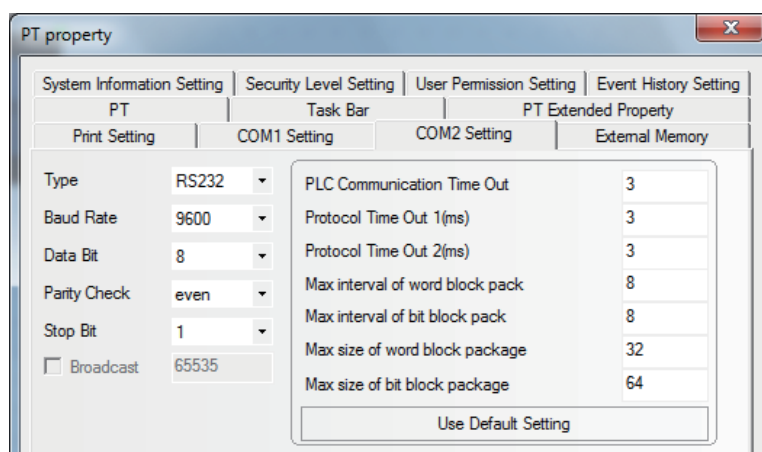 PT property
System Information Setting
Security Level Setting
User Permission Setting
Event History Setting
PT
Task Bar
PT Extended Property
Print Setting
COM1 Setting
COM2 Setting
External Memory
Type RS232
Baud Rate 9600
Data Bit 8
Parity Check even
Stop Bit 1
Broadcast 65535
PLC Communication Time Out 3
Protocol Time Out 1(ms) 3
Protocol Time Out 2(ms) 3
Max interval of word block pack 8
Max interval of bit block pack 8
Max size of word block package 32
Max size of bit block package 64
Use Default Setting